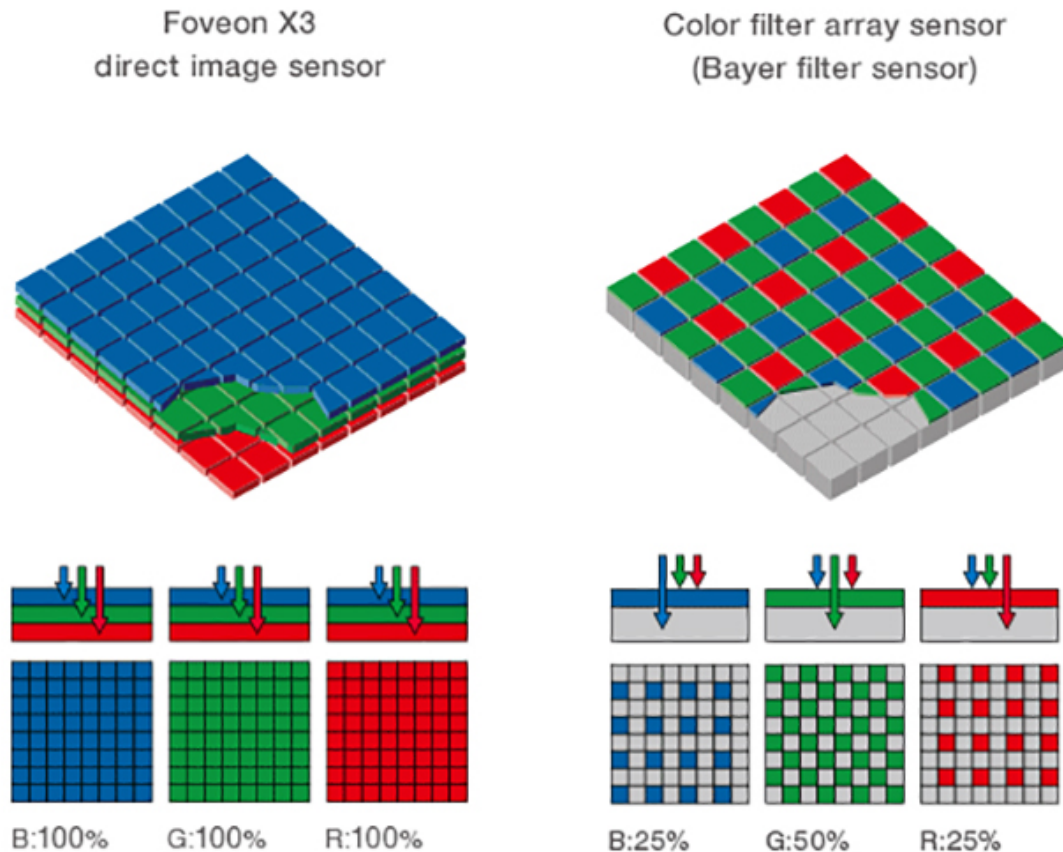 Foveon X3
direct image sensor
Color filter array sensor
(Bayer filter sensor)
B:100%
G:100%
R:100%
B:25%
G:50%
R:25%